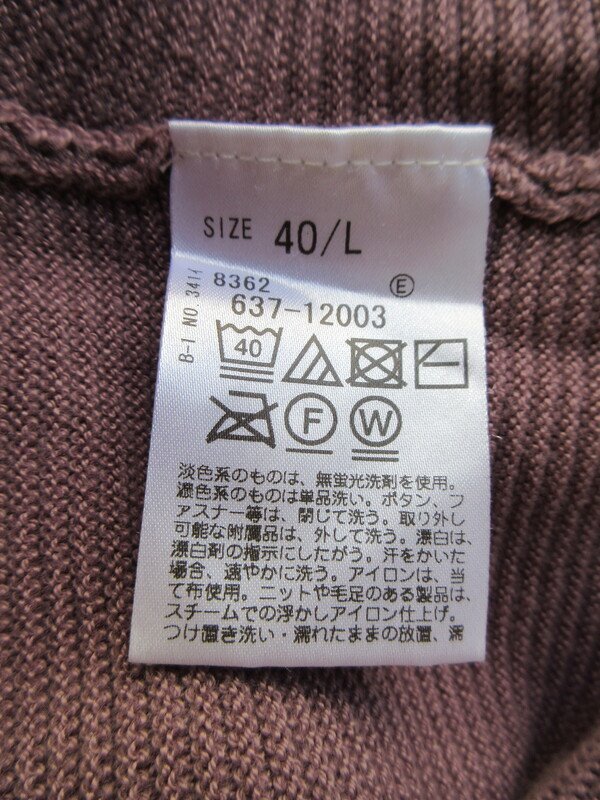 SIZE 40/L
8362
E
637-12003
B-1 NO.341
40
F
W
淡色系のものは、無蛍光洗剤を使用。
濃色系のものは単品洗い。ボタン、フ
ァスナー等は、閉じて洗う。取り外し
可能な附属品は、外して洗う。漂白は、
漂白剤の指示にしたがう。汗をかいた
場合、速やかに洗う。アイロンは、当
て布使用。ニットや毛足のある製品は、
スチームでの浮かしアイロン仕上げ。
つけ置き洗い・濡れたままの放置、濡